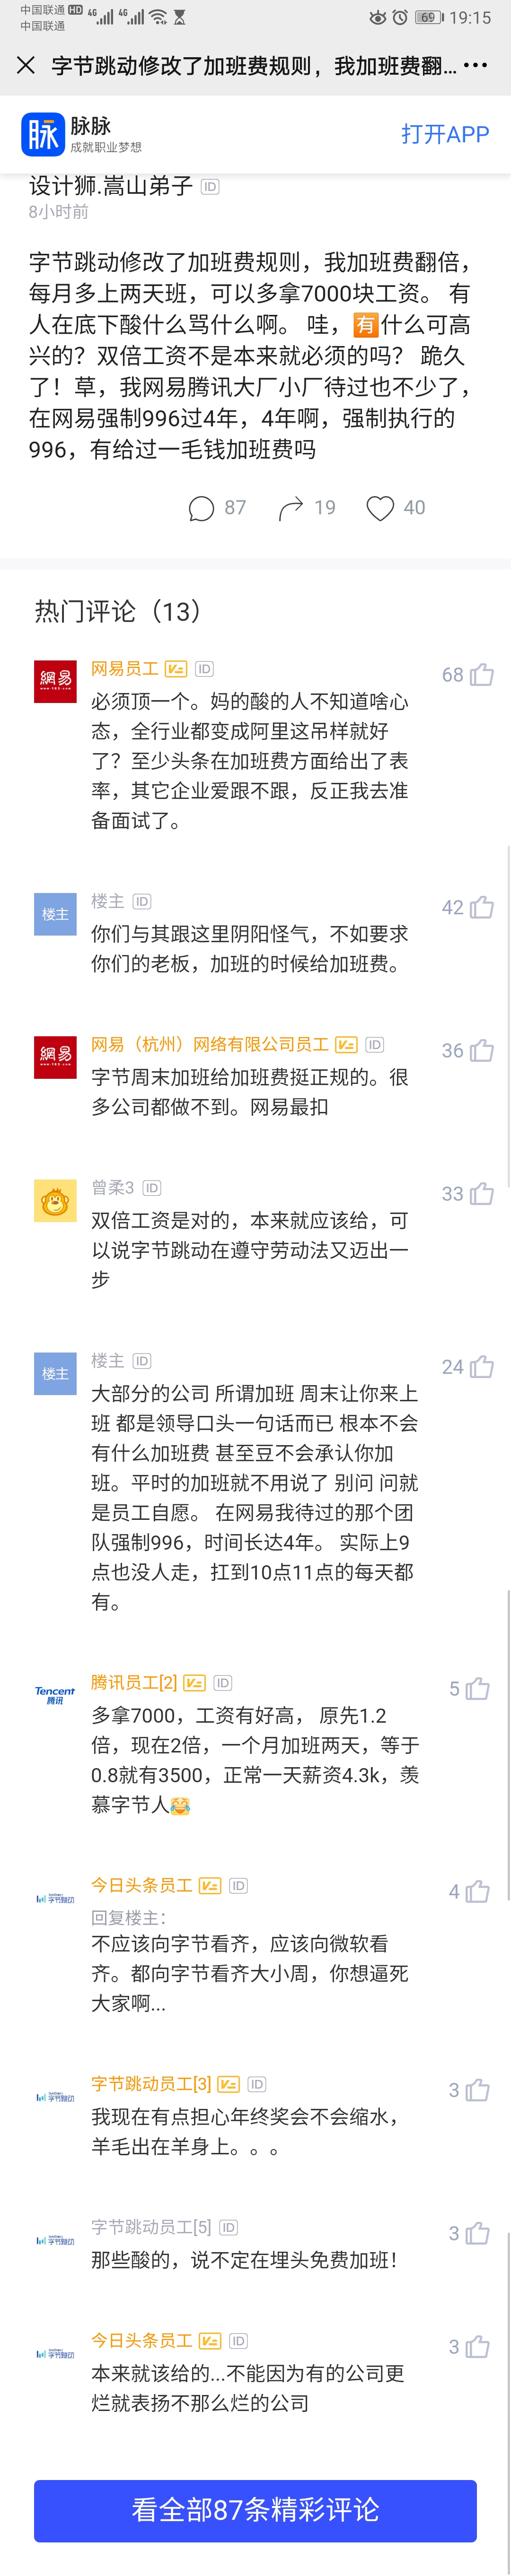 中国联通 HD 4G 4G 69 19:15
中国联通
字节跳动修改了加班费规则，我加班费翻...
脉 脉脉
成就职业梦想
打开APP
设计狮.嵩山弟子 ID
8小时前
字节跳动修改了加班费规则，我加班费翻倍，
每月多上两天班，可以多拿7000块工资。 有
人在底下酸什么骂什么啊。 哇，🈶什么可高
兴的？双倍工资不是本来就必须的吗？ 跪久
了！草，我网易腾讯大厂小厂待过也不少了，
在网易强制996过4年，4年啊，强制执行的
996，有给过一毛钱加班费吗
87 19 40
热门评论（13）
網易 www.163.com
网易员工 ID 68
必须顶一个。妈的酸的人不知道啥心
态，全行业都变成阿里这吊样就好
了？至少头条在加班费方面给出了表
率，其它企业爱跟不跟，反正我去准
备面试了。
楼主
楼主 ID 42
你们与其跟这里阴阳怪气，不如要求
你们的老板，加班的时候给加班费。
網易 www.163.com
网易（杭州）网络有限公司员工 ID 36
字节周末加班给加班费挺正规的。很
多公司都做不到。网易最扣
曾柔3 ID 33
双倍工资是对的，本来就应该给，可
以说字节跳动在遵守劳动法又迈出一
步
楼主
楼主 ID 24
大部分的公司 所谓加班 周末让你来上
班 都是领导口头一句话而已 根本不会
有什么加班费 甚至豆不会承认你加
班。平时的加班就不用说了 别问 问就
是员工自愿。 在网易我待过的那个团
队强制996，时间长达4年。 实际上9
点也没人走，扛到10点11点的每天都
有。
Tencent 腾讯
腾讯员工[2] ID 5
多拿7000，工资有好高， 原先1.2
倍，现在2倍，一个月加班两天，等于
0.8就有3500，正常一天薪资4.3k，羡
慕字节人😂
字节跳动
今日头条员工 ID 4
回复楼主：
不应该向字节看齐，应该向微软看
齐。都向字节看齐大小周，你想逼死
大家啊...
字节跳动
字节跳动员工[3] ID 3
我现在有点担心年终奖会不会缩水，
羊毛出在羊身上。。。
字节跳动
字节跳动员工[5] ID 3
那些酸的，说不定在埋头免费加班！
字节跳动
今日头条员工 ID 3
本来就该给的...不能因为有的公司更
烂就表扬不那么烂的公司
看全部87条精彩评论